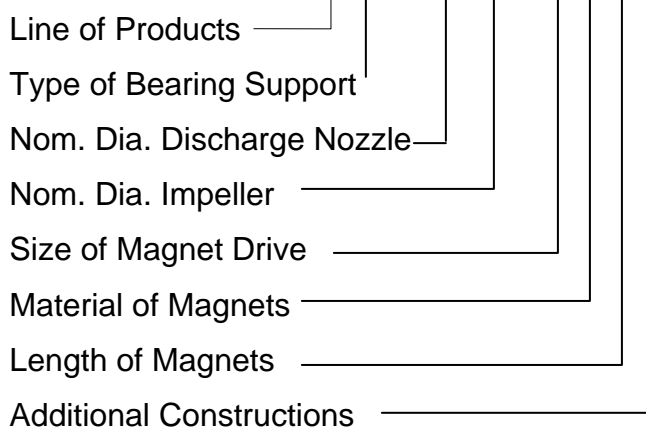 Line of Products
Type of Bearing Support
Nom. Dia. Discharge Nozzle
Nom. Dia. Impeller
Size of Magnet Drive
Material of Magnets
Length of Magnets
Additional Constructions